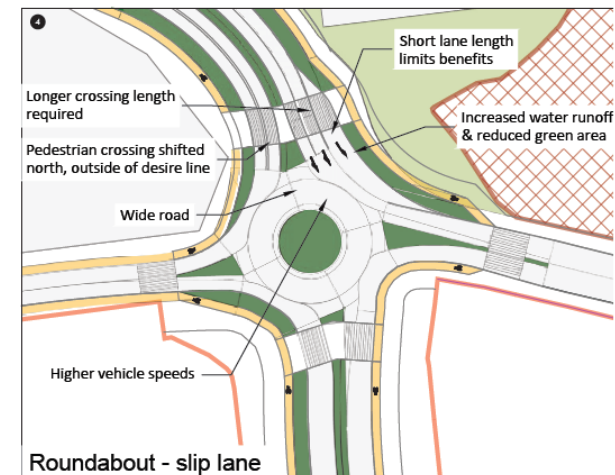 4
Short lane length
limits benefits
Longer crossing length
required
Increased water runoff
& reduced green area
Pedestrian crossing shifted
north, outside of desire line
Wide road
Higher vehicle speeds
Roundabout - slip lane